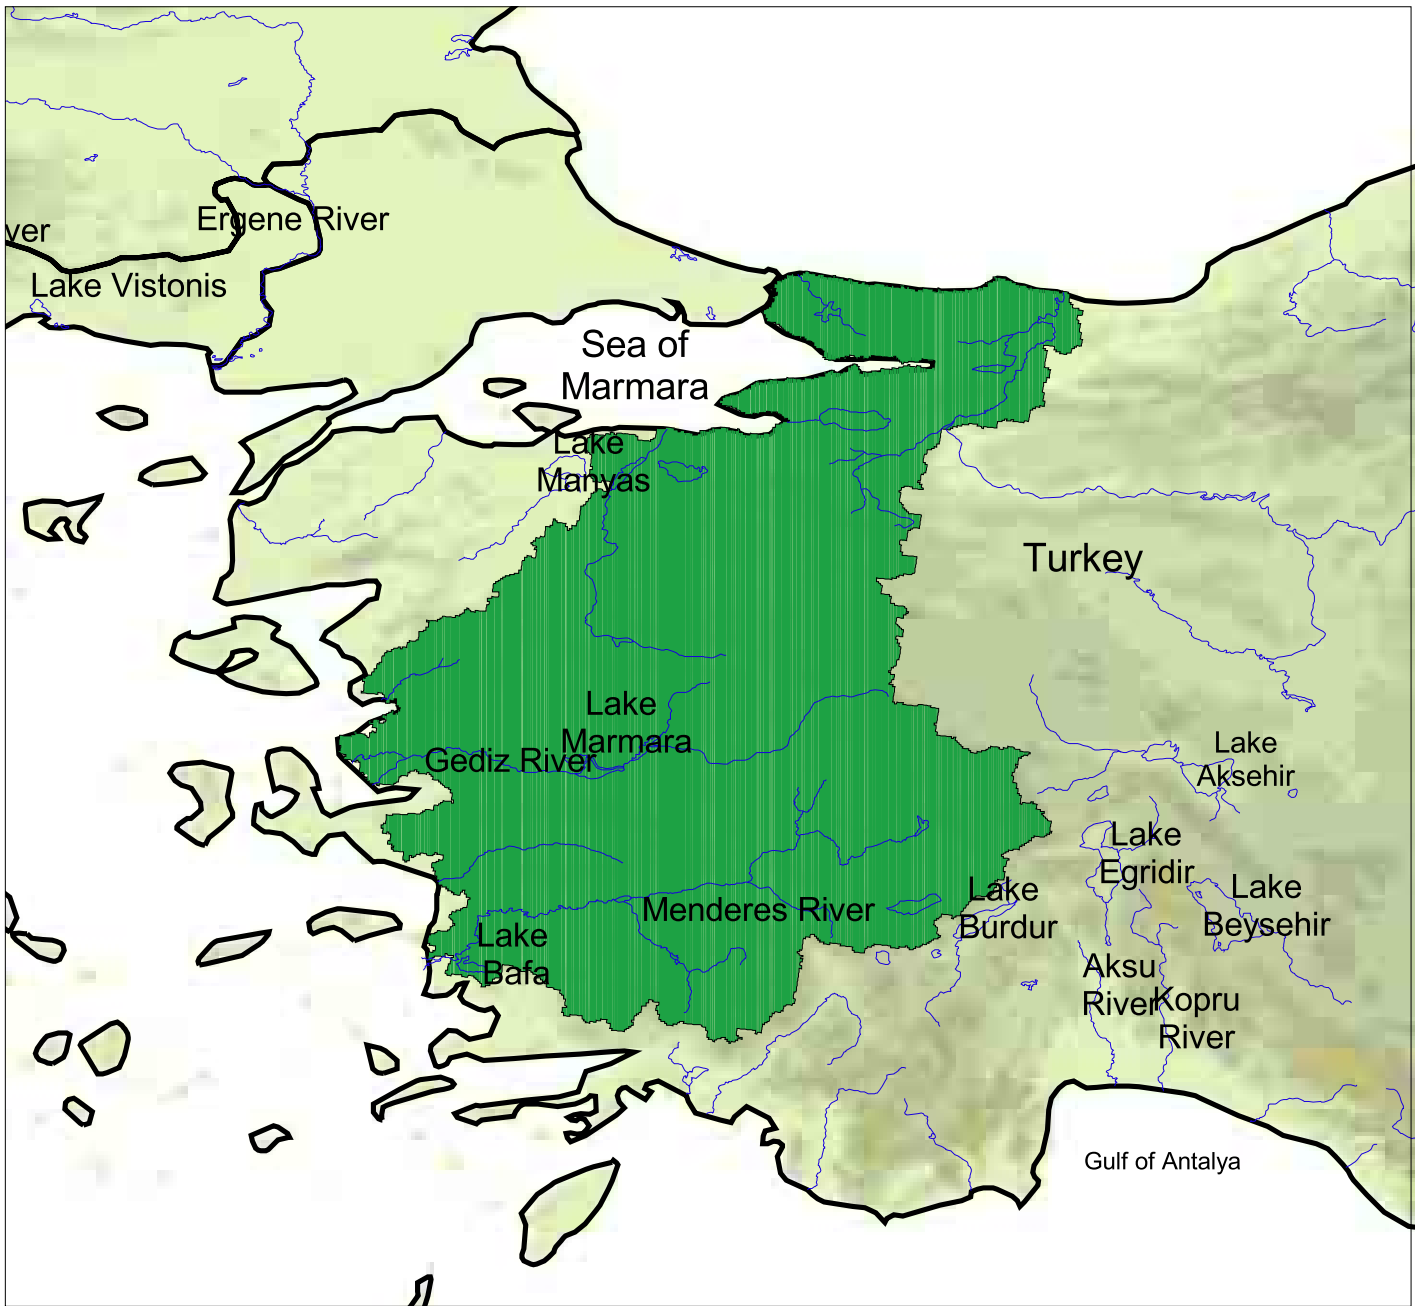 Ergene River
ver
Lake Vistonis
Sea of
Marmara
Lake
Manyas
Turkey
Lake
Marmara
Gediz River
Lake
Aksehir
Lake
Egridir
Lake
Beysehir
Lake
Burdur
Menderes River
Lake
Bafa
Aksu
River
Kopru
River
Gulf of Antalya